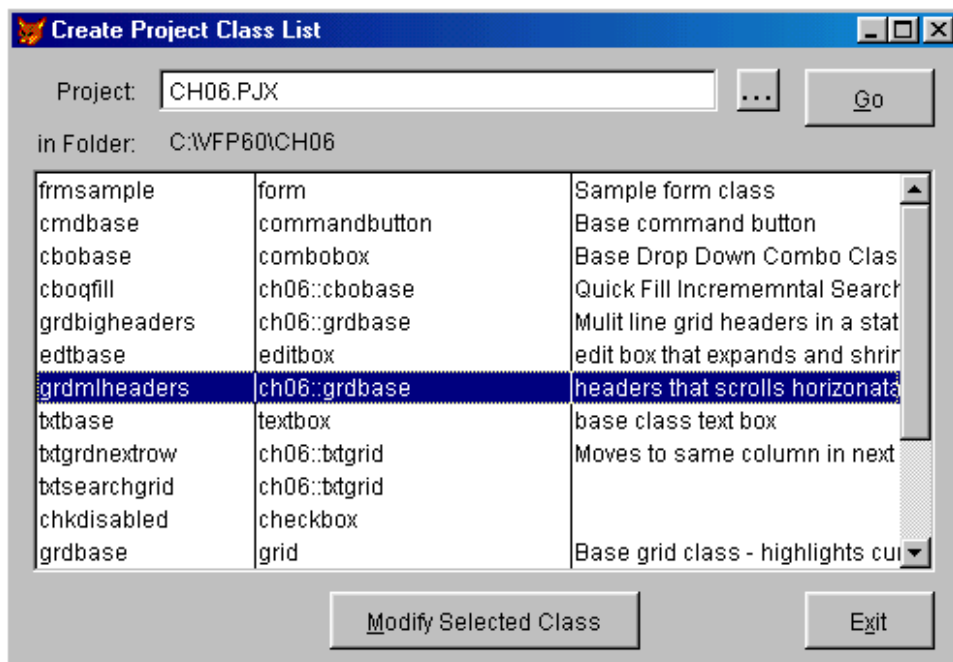 Create Project Class List
Project: CH06.PJX ... Go
in Folder: C:\VFP60\CH06
frmsample form Sample form class
cmdbase commandbutton Base command button
cbobase combobox Base Drop Down Combo Clas
cboqfill ch06::cbobase Quick Fill Incrememntal Search
grdbigheaders ch06::grdbase Mulit line grid headers in a stat
edtbase editbox edit box that expands and shrin
grdmlheaders ch06::grdbase headers that scrolls horizonata
txtbase textbox base class text box
txtgrdnextrow ch06::txtgrid Moves to same column in next
txtsearchgrid ch06::txtgrid
chkdisabled checkbox
grdbase grid Base grid class - highlights cur
Modify Selected Class Exit